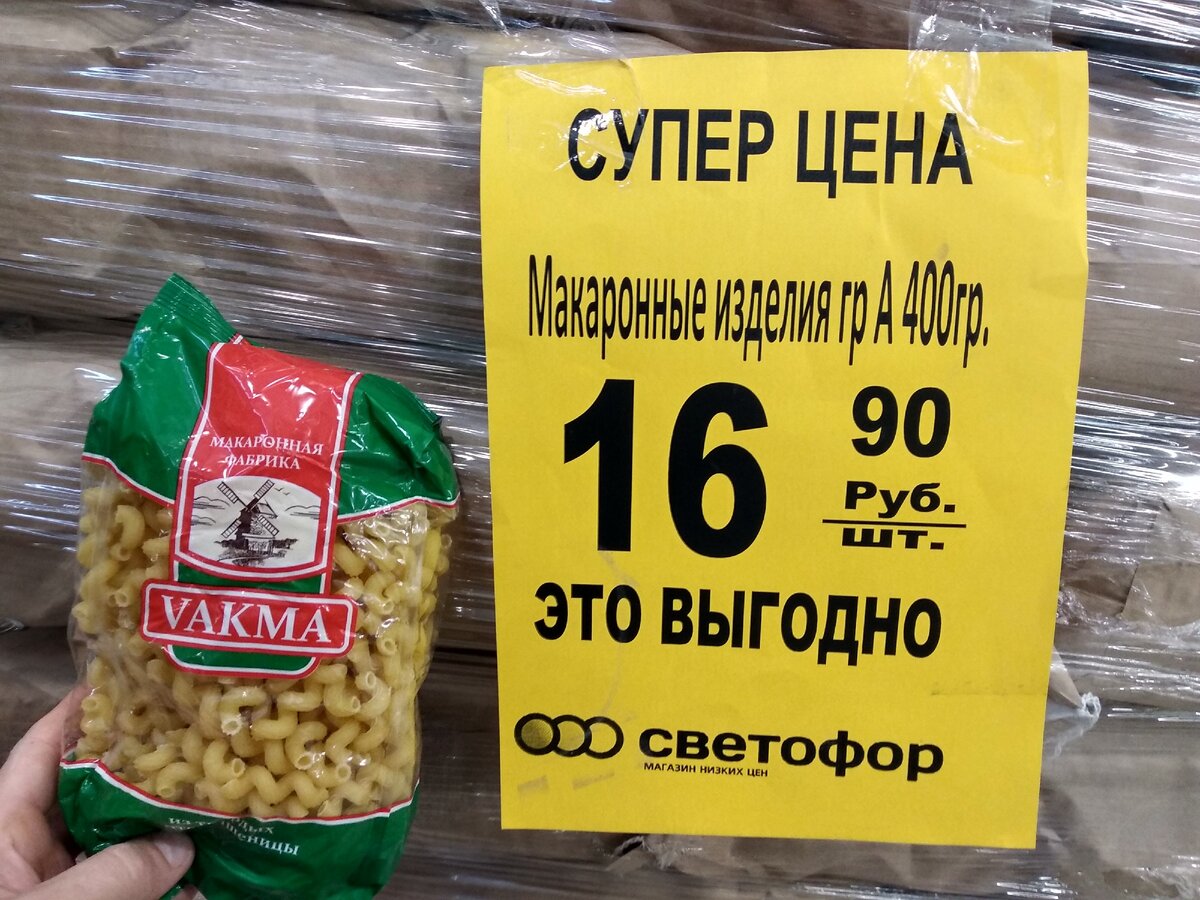 СУПЕР ЦЕНА
Макаронные изделия гр А 400гр.
16 90
Руб.
шт.
ЭТО ВЫГОДНО
светофор
МАГАЗИН НИЗКИХ ЦЕН
МАКАРОННАЯ
ФАБРИКА
VAKMA